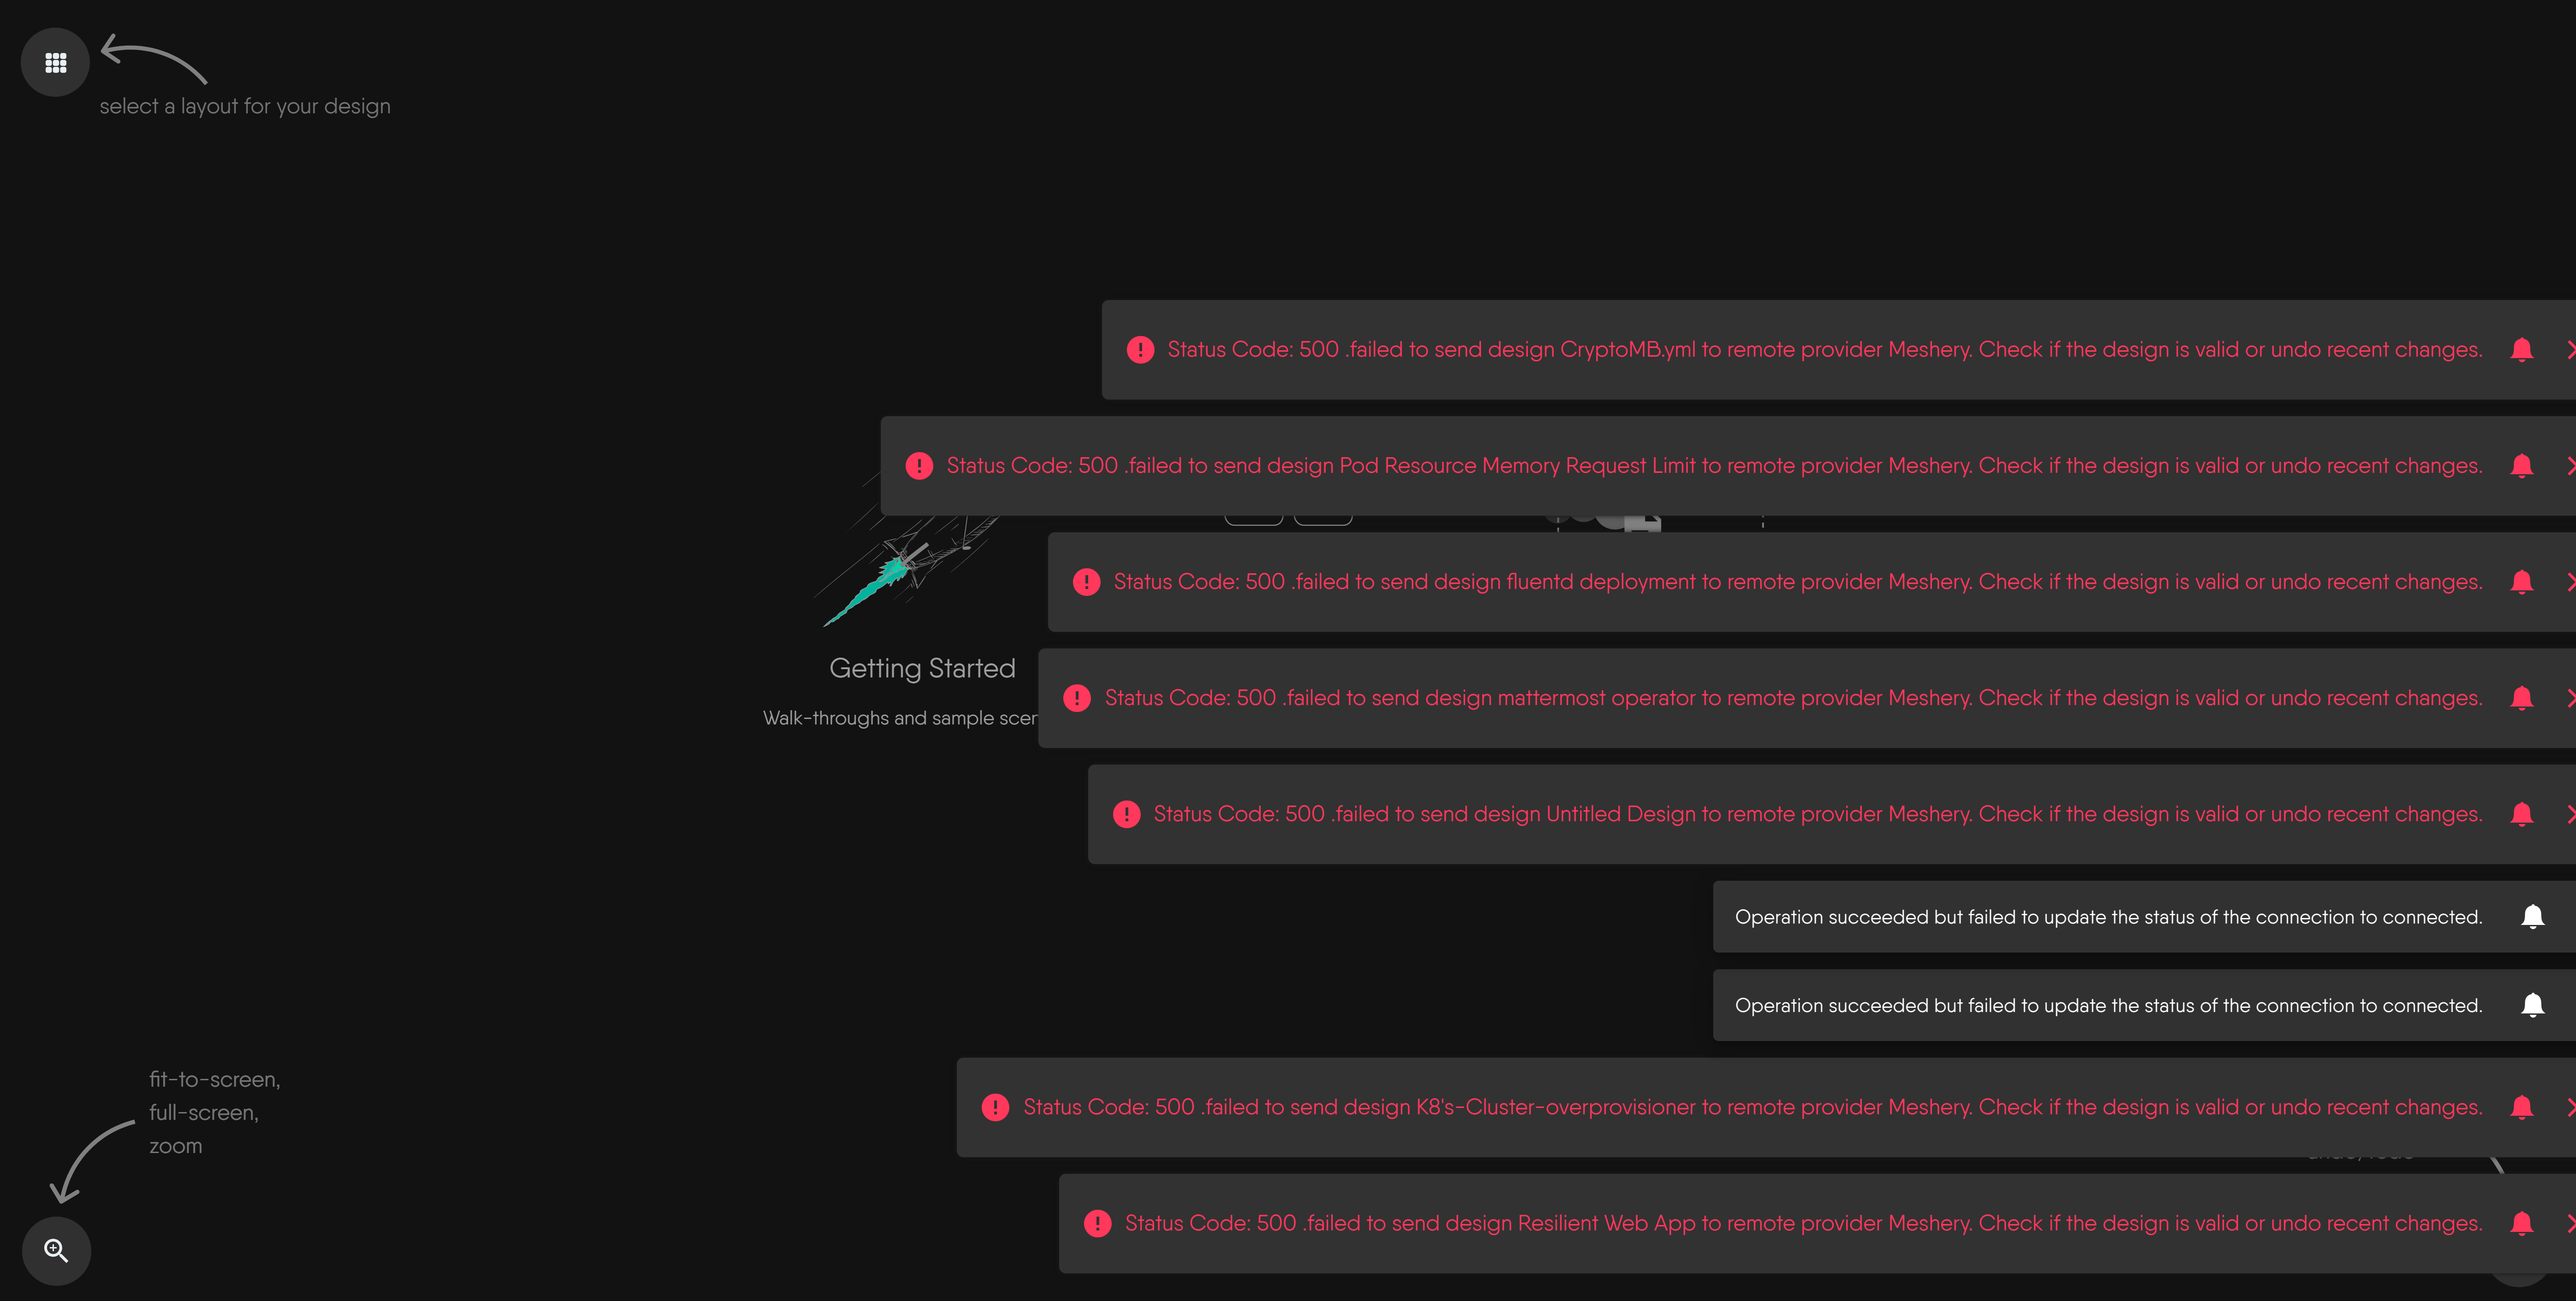 select a layout for your design
Status Code: 500 .failed to send design CryptoMB.yml to remote provider Meshery. Check if the design is valid or undo recent changes.
Status Code: 500 .failed to send design Pod Resource Memory Request Limit to remote provider Meshery. Check if the design is valid or undo recent changes.
Status Code: 500 .failed to send design fluentd deployment to remote provider Meshery. Check if the design is valid or undo recent changes.
Getting Started
Status Code: 500 .failed to send design mattermost operator to remote provider Meshery. Check if the design is valid or undo recent changes.
Walk-throughs and sample
Status Code: 500 .failed to send design Untitled Design to remote provider Meshery. Check if the design is valid or undo recent changes.
Operation succeeded but failed to update the status of the connection to connected.
Operation succeeded but failed to update the status of the connection to connected.
fit-to-screen,
full-screen,
zoom
Status Code: 500 .failed to send design K8's-Cluster-overprovisioner to remote provider Meshery. Check if the design is valid or undo recent changes.
Status Code: 500 .failed to send design Resilient Web App to remote provider Meshery. Check if the design is valid or undo recent changes.